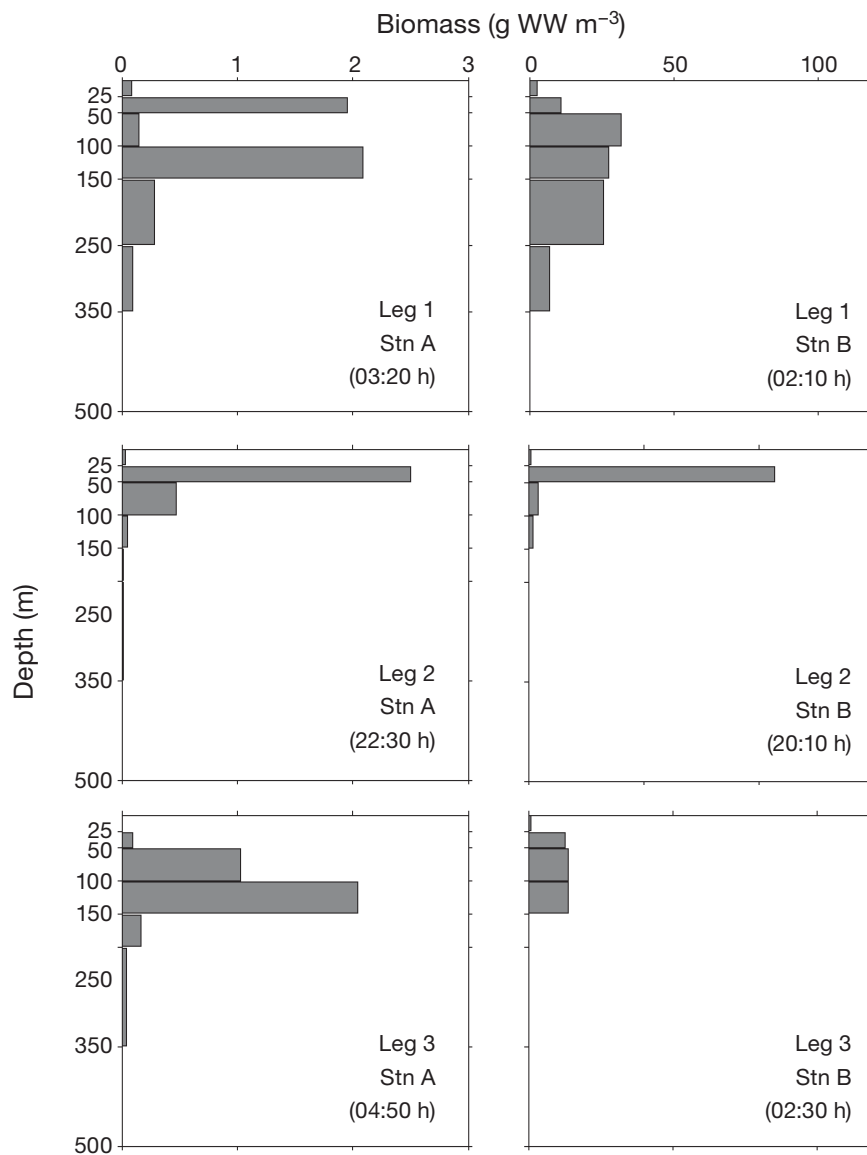 Biomass (g WW m⁻³)
0 1 2 3 0 50 100
25
50
100
150
250
350
500
Leg 1
Stn A
(03:20 h)
Leg 1
Stn B
(02:10 h)
Depth (m)
25
50
100
150
250
350
500
Leg 2
Stn A
(22:30 h)
Leg 2
Stn B
(20:10 h)
25
50
100
150
250
350
500
Leg 3
Stn A
(04:50 h)
Leg 3
Stn B
(02:30 h)